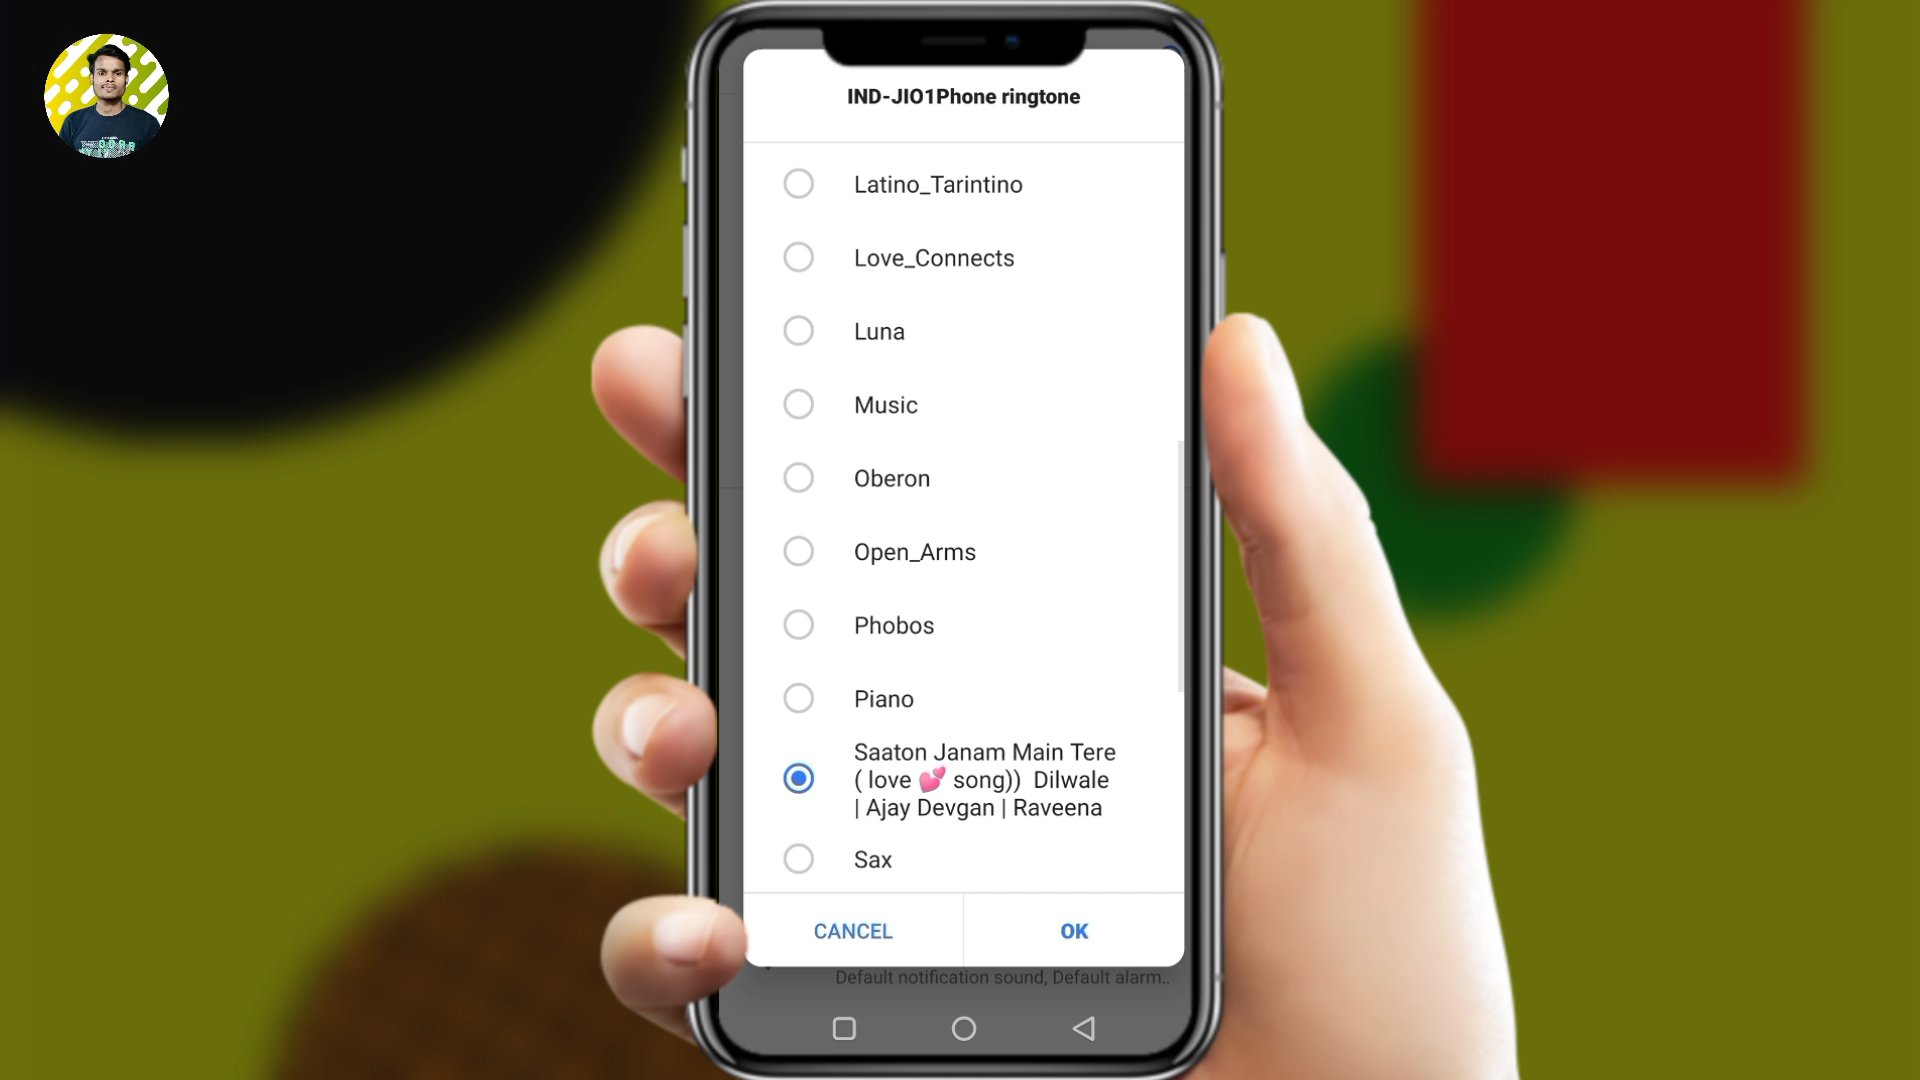 IND-JIO1Phone ringtone
Latino_Tarintino
Love_Connects
Luna
Music
Oberon
Open_Arms
Phobos
Piano
Saaton Janam Main Tere
( love 💕 song))  Dilwale
| Ajay Devgan | Raveena
Sax
CANCEL
OK
Default notification sound, Default alarm..